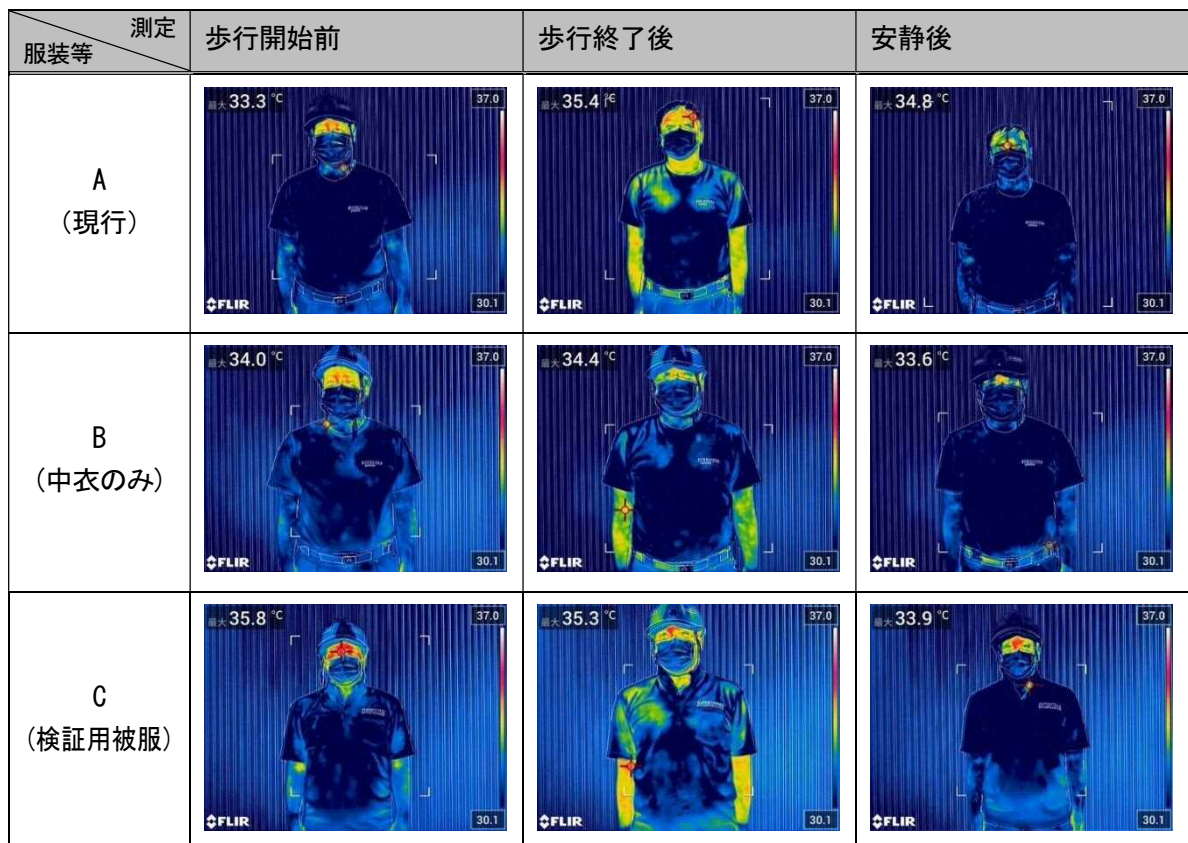 測定
服装等
歩行開始前
歩行終了後
安静後
A
(現行)
最大 33.3 ℃
37.0
FLIR
30.1
最大 35.4
37.0
FLIR
30.1
最大 34.8 ℃
37.0
FLIR
30.1
B
(中衣のみ)
最大 34.0 ℃
37.0
FLIR
30.1
最大 34.4 ℃
37.0
FLIR
30.1
最大 33.6 ℃
37.0
FLIR
30.1
C
(検証用被服)
最大 35.8 ℃
37.0
FLIR
30.1
最大 35.3 ℃
37.0
FLIR
30.1
最大 33.9 ℃
37.0
FLIR
30.1